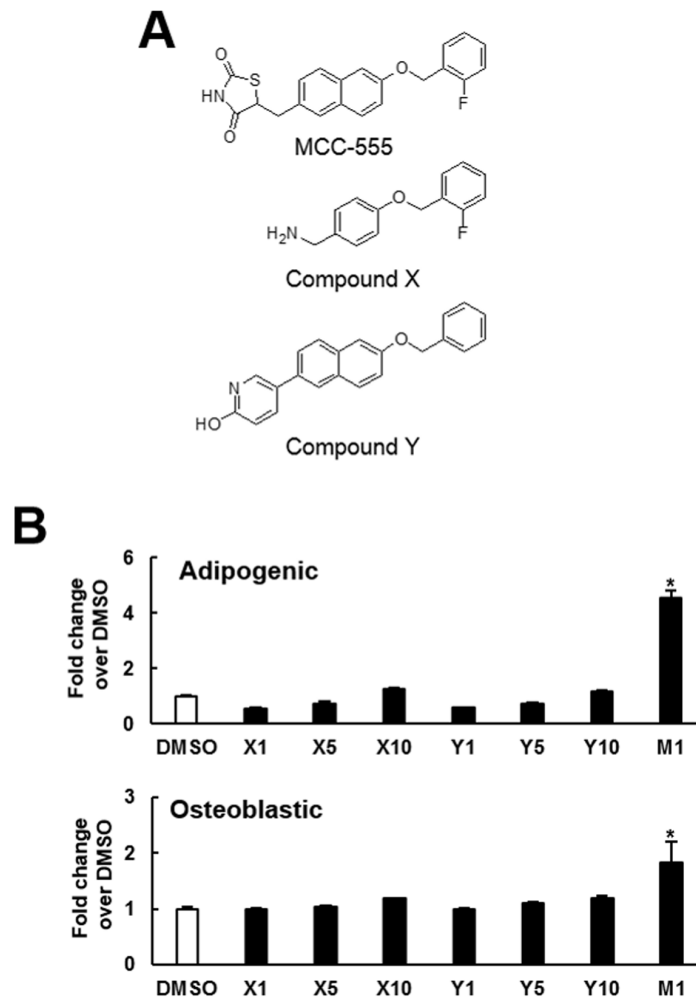 A
O
S
HN
O
O
F
MCC-555
O
H2N
F
Compound X
O
N
HO
Compound Y
B
Adipogenic
Fold change
over DMSO
6
4
2
0
*
DMSO X1 X5 X10 Y1 Y5 Y10 M1
Osteoblastic
Fold change
over DMSO
3
2
1
0
*
DMSO X1 X5 X10 Y1 Y5 Y10 M1